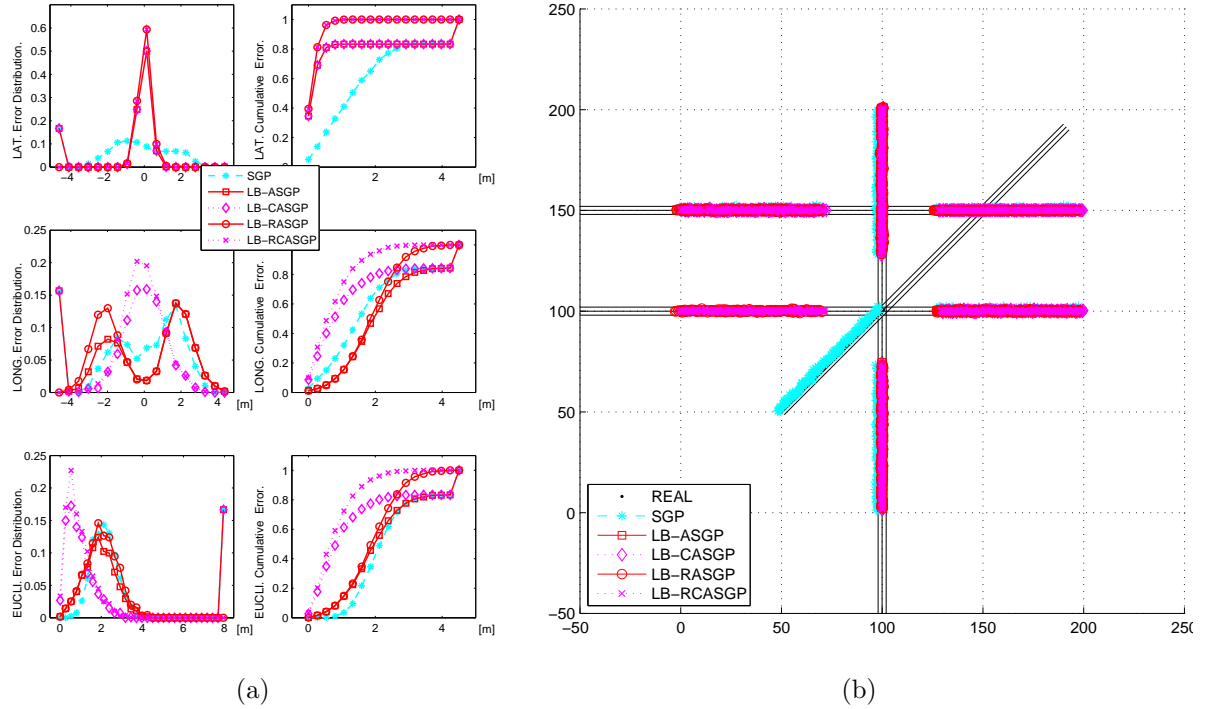 0.6
0.5
0.4
0.3
0.2
0.1
0
LAT. Error Distribution.
−4 −2 0 2 [m]
1
0.8
0.6
0.4
0.2
0
LAT. Cumulative Error.
0 2 4 [m]
SGP
LB−ASGP
LB−CASGP
LB−RASGP
LB−RCASGP
0.25
0.2
0.15
0.1
0.05
0
LONG. Error Distribution.
−4 −2 0 2 4 [m]
1
0.8
0.6
0.4
0.2
0
LONG. Cumulative Error.
0 2 4 [m]
0.25
0.2
0.15
0.1
0.05
0
EUCLI. Error Distribution.
0 2 4 6 8 [m]
1
0.8
0.6
0.4
0.2
0
EUCLI. Cumulative Error.
0 2 4 [m]
(a)
250
200
150
100
50
0
−50
−50 0 50 100 150 200 250
REAL
SGP
LB−ASGP
LB−CASGP
LB−RASGP
LB−RCASGP
(b)